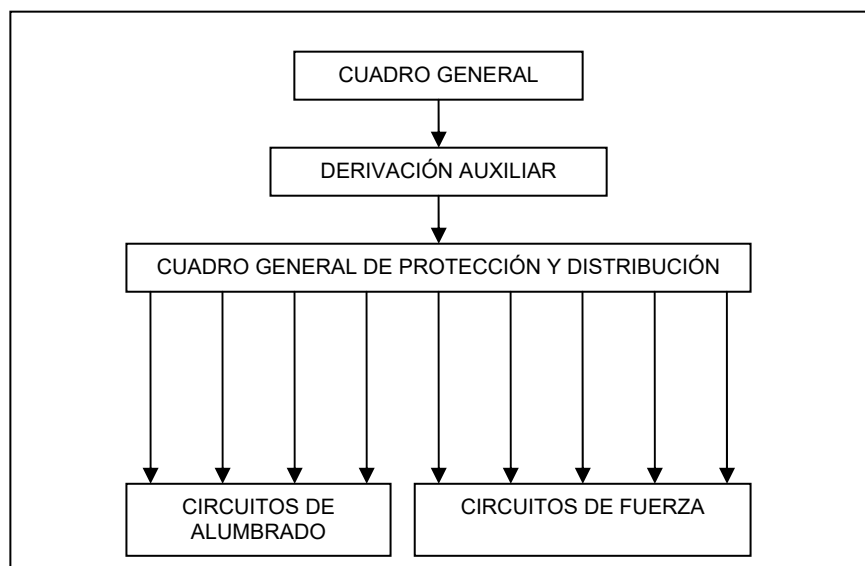 CUADRO GENERAL
DERIVACIÓN AUXILIAR
CUADRO GENERAL DE PROTECCIÓN Y DISTRIBUCIÓN
CIRCUITOS DE
ALUMBRADO
CIRCUITOS DE FUERZA